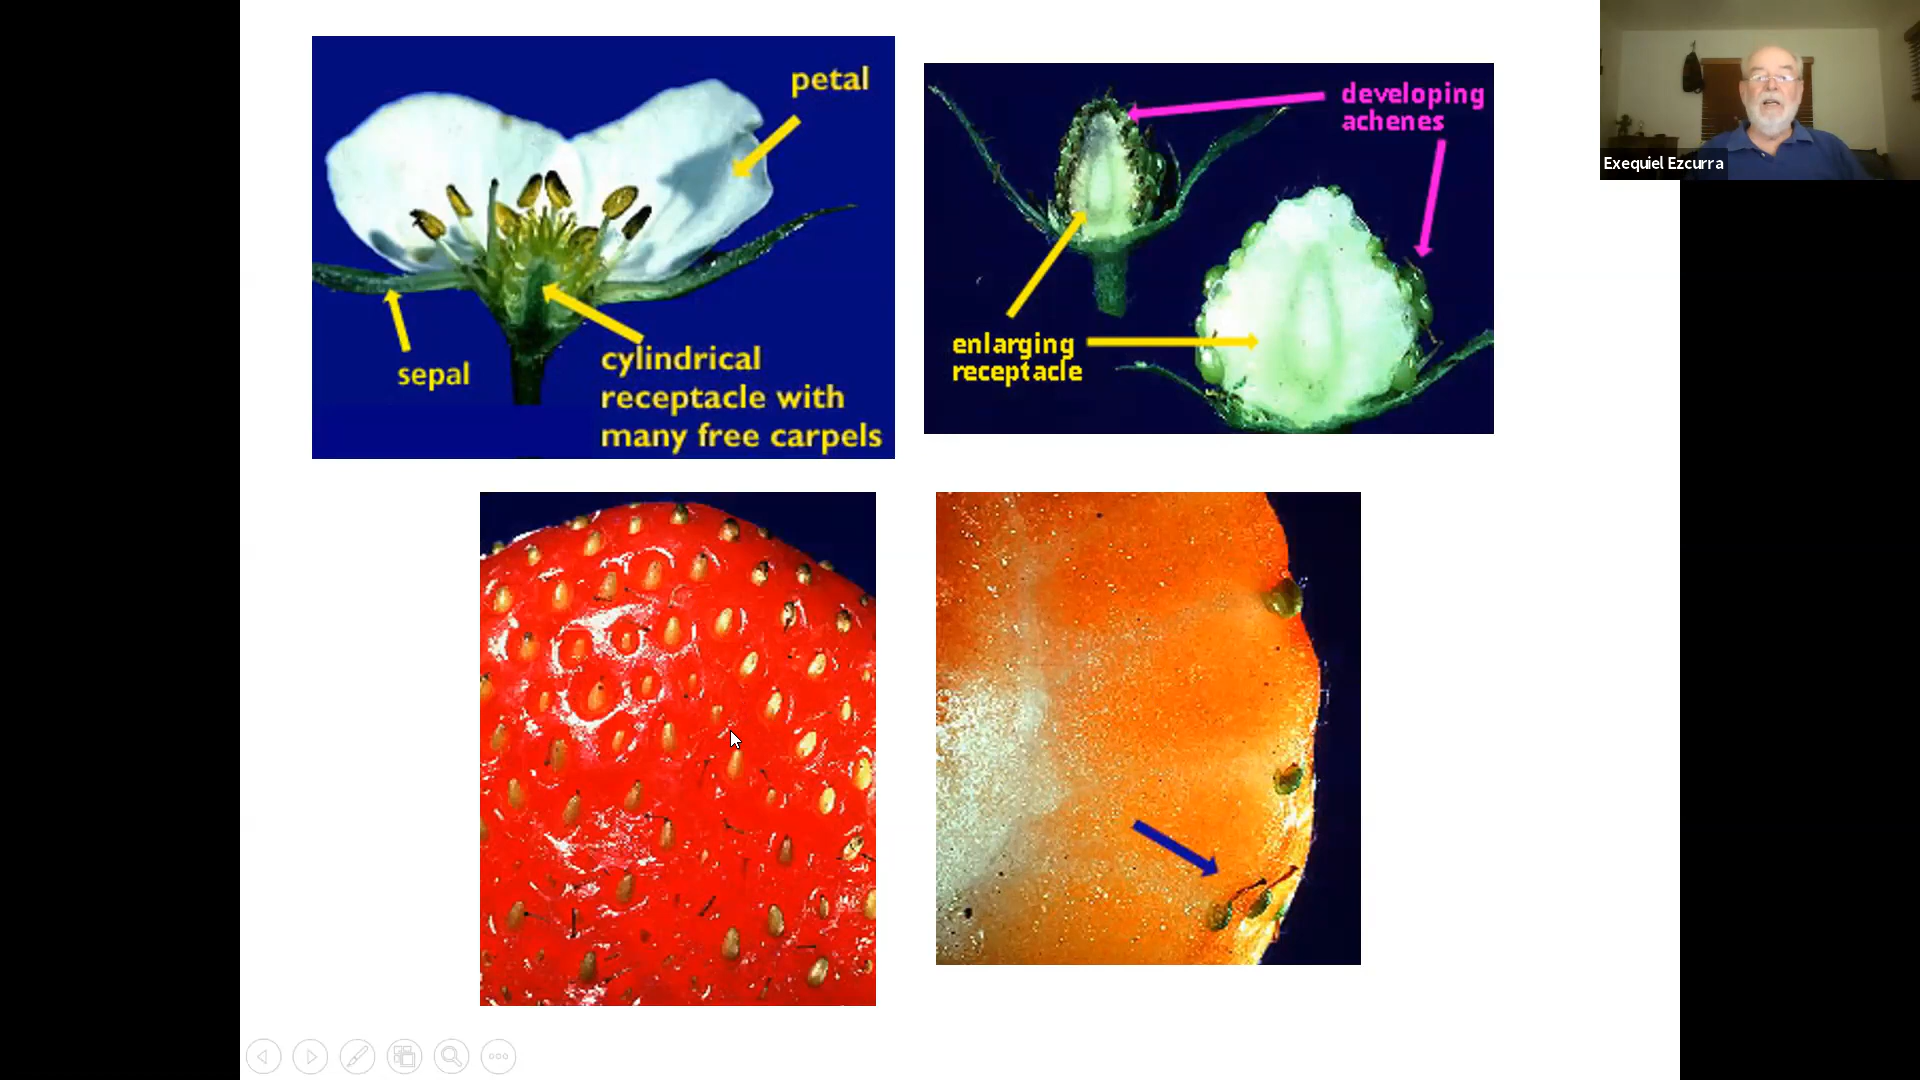 petal
sepal
cylindrical
receptacle with
many free carpels
developing
achenes
enlarging
receptacle
Exequiel Ezcurra